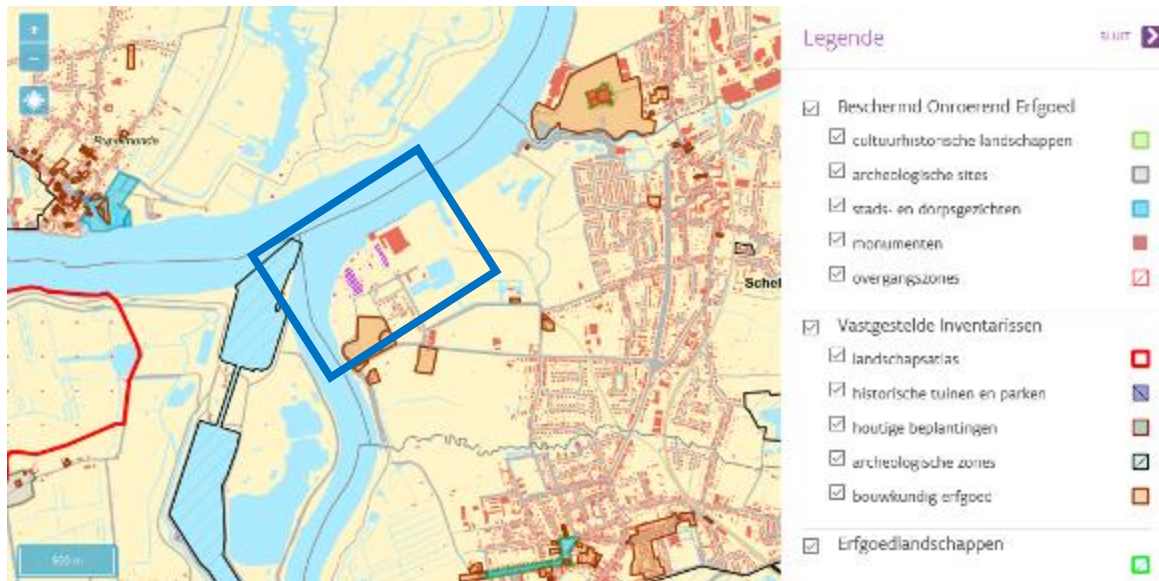 +
−
Schel
500 m
Legende
SLUIT
Beschermd Onroerend Erfgoed
cultuurhistorische landschappen
archeologische sites
stads- en dorpsgezichten
monumenten
overgangszones
Vastgestelde Inventarissen
landschapsatlas
historische tuinen en parken
houtige beplantingen
archeologische zones
bouwkundig erfgoed
Erfgoedlandschappen